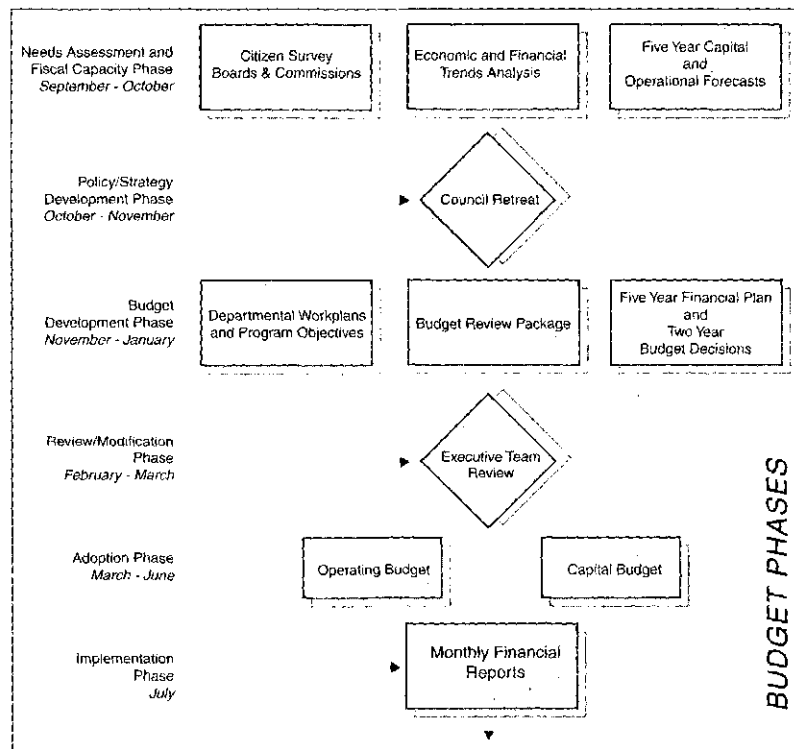 Needs Assessment and
Fiscal Capacity Phase
September - October
Citizen Survey
Boards & Commissions
Economic and Financial
Trends Analysis
Five Year Capital
and
Operational Forecasts
Policy/Strategy
Development Phase
October - November
Council Retreat
Budget
Development Phase
November - January
Departmental Workplans
and Program Objectives
Budget Review Package
Five Year Financial Plan
and
Two Year
Budget Decisions
Review/Modification
Phase
February - March
Executive Team
Review
Adoption Phase
March - June
Operating Budget
Capital Budget
Implementation
Phase
July
Monthly Financial
Reports
BUDGET PHASES